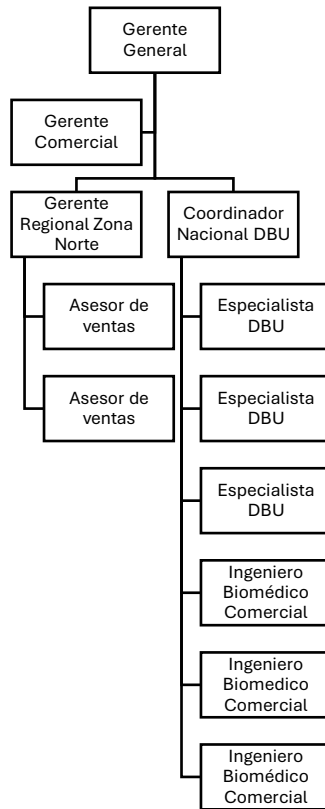 Gerente
General
Gerente
Comercial
Gerente
Regional Zona
Norte
Coordinador
Nacional DBU
Asesor de
ventas
Especialista
DBU
Asesor de
ventas
Especialista
DBU
Especialista
DBU
Ingeniero
Biomédico
Comercial
Ingeniero
Biomedico
Comercial
Ingeniero
Biomédico
Comercial